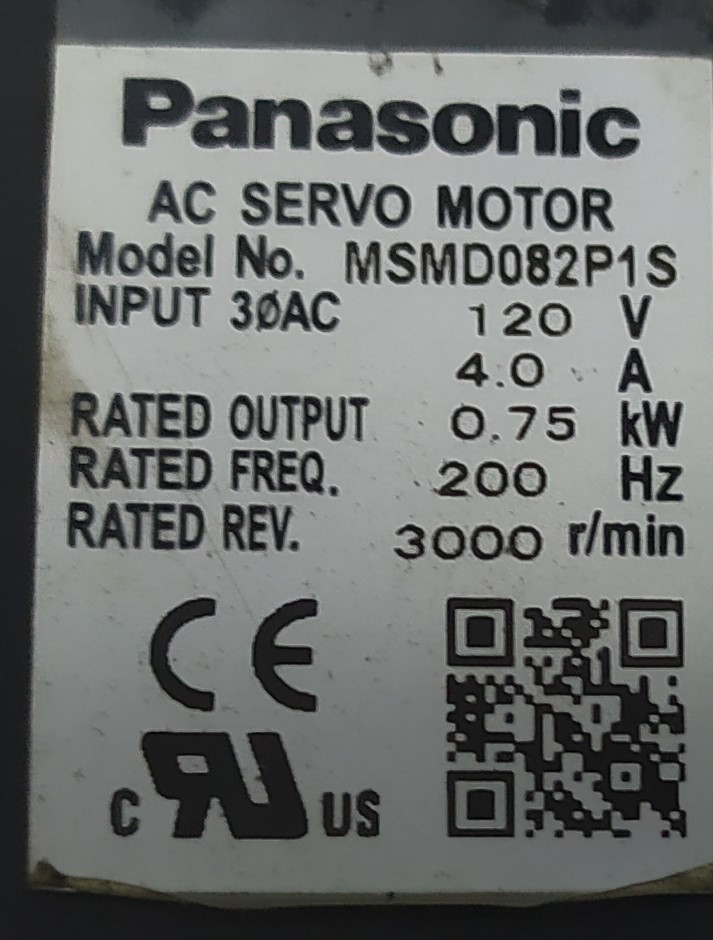 Panasonic
AC SERVO MOTOR
Model No. MSMD082P1S
INPUT 3ØAC 120 V
4.0 A
RATED OUTPUT 0.75 kW
RATED FREQ. 200 Hz
RATED REV. 3000 r/min
CE
C RU US